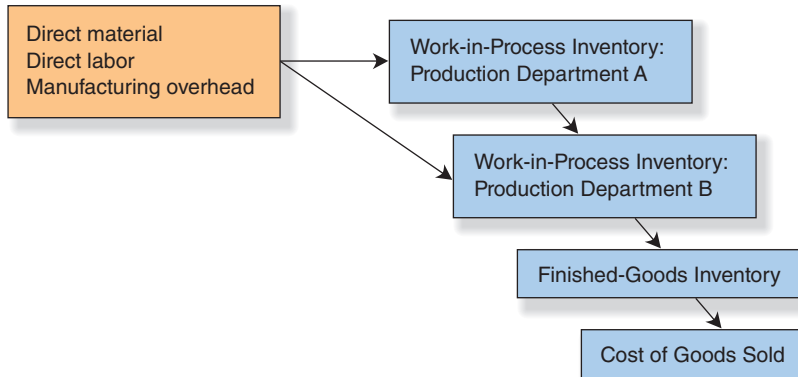 Direct material
Direct labor
Manufacturing overhead
Work-in-Process Inventory:
Production Department A
Work-in-Process Inventory:
Production Department B
Finished-Goods Inventory
Cost of Goods Sold